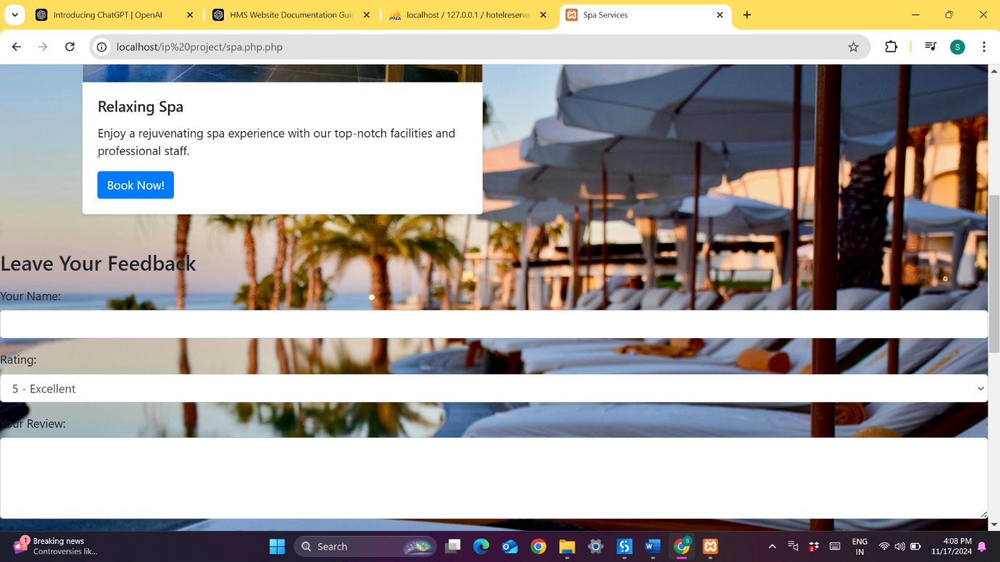 Introducing ChatGPT | OpenAI
HMS Website Documentation Guid
PMA
localhost / 127.0.0.1 / hotelreserva
Spa Services
localhost/ip%20project/spa.php.php
S
Relaxing Spa
Enjoy a rejuvenating spa experience with our top-notch facilities and
professional staff.
Book Now!
Leave Your Feedback
Your Name:
Rating:
5 - Excellent
Your Review:
1
Breaking news
Controversies lik...
Search
S
2
ENG
IN
4:08 PM
11/17/2024